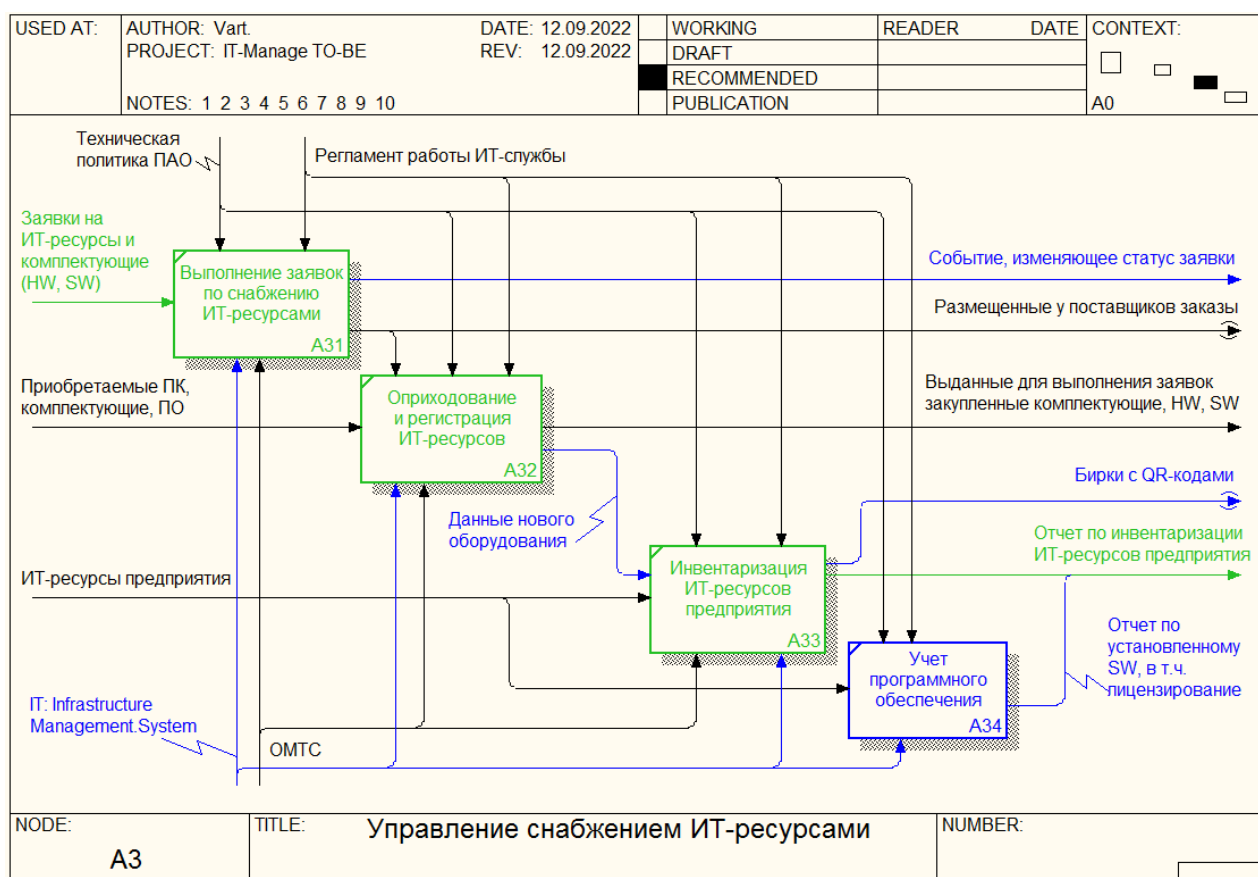 USED AT:
AUTHOR: Vart.
DATE: 12.09.2022
PROJECT: IT-Manage TO-BE
REV: 12.09.2022
NOTES: 1 2 3 4 5 6 7 8 9 10
WORKING
DRAFT
RECOMMENDED
PUBLICATION
READER
DATE
CONTEXT:
A0
Техническая
политика ПАО
Регламент работы ИТ-службы
Заявки на
ИТ-ресурсы и
комплектующие
(HW, SW)
Выполнение заявок
по снабжению
ИТ-ресурсами
A31
Событие, изменяющее статус заявки
Размещенные у поставщиков заказы
Приобретаемые ПК,
комплектующие, ПО
Оприходование
и регистрация
ИТ-ресурсов
A32
Выданные для выполнения заявок
закупленные комплектующие, HW, SW
Бирки с QR-кодами
Данные нового
оборудования
Отчет по инвентаризации
ИТ-ресурсов предприятия
ИТ-ресурсы предприятия
Инвентаризация
ИТ-ресурсов
предприятия
A33
Учет
программного
обеспечения
A34
Отчет по
установленному
SW, в т.ч.
лицензирование
IT: Infrastructure
Management.System
ОМТС
NODE:
A3
TITLE:
Управление снабжением ИТ-ресурсами
NUMBER: